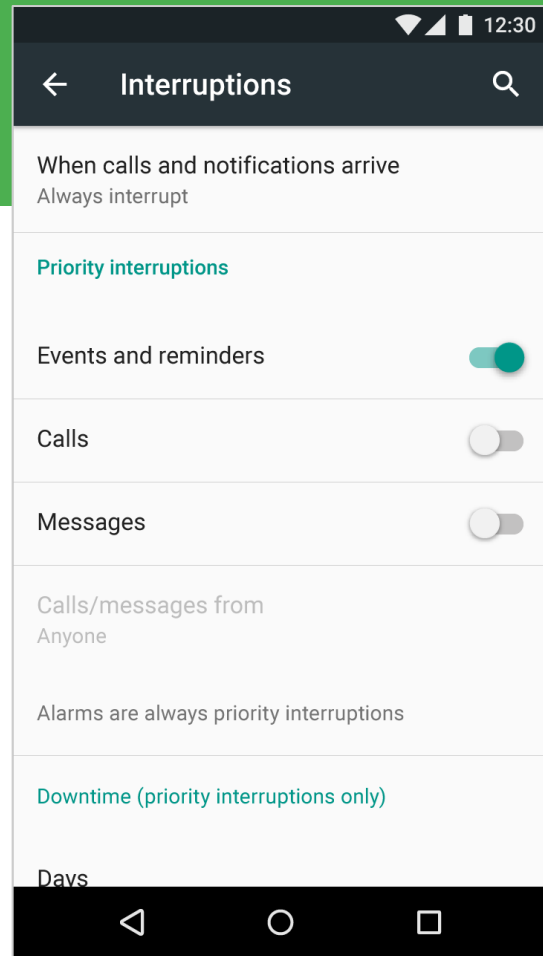 12:30
Interruptions
When calls and notifications arrive
Always interrupt
Priority interruptions
Events and reminders
Calls
Messages
Calls/messages from
Anyone
Alarms are always priority interruptions
Downtime (priority interruptions only)
Days